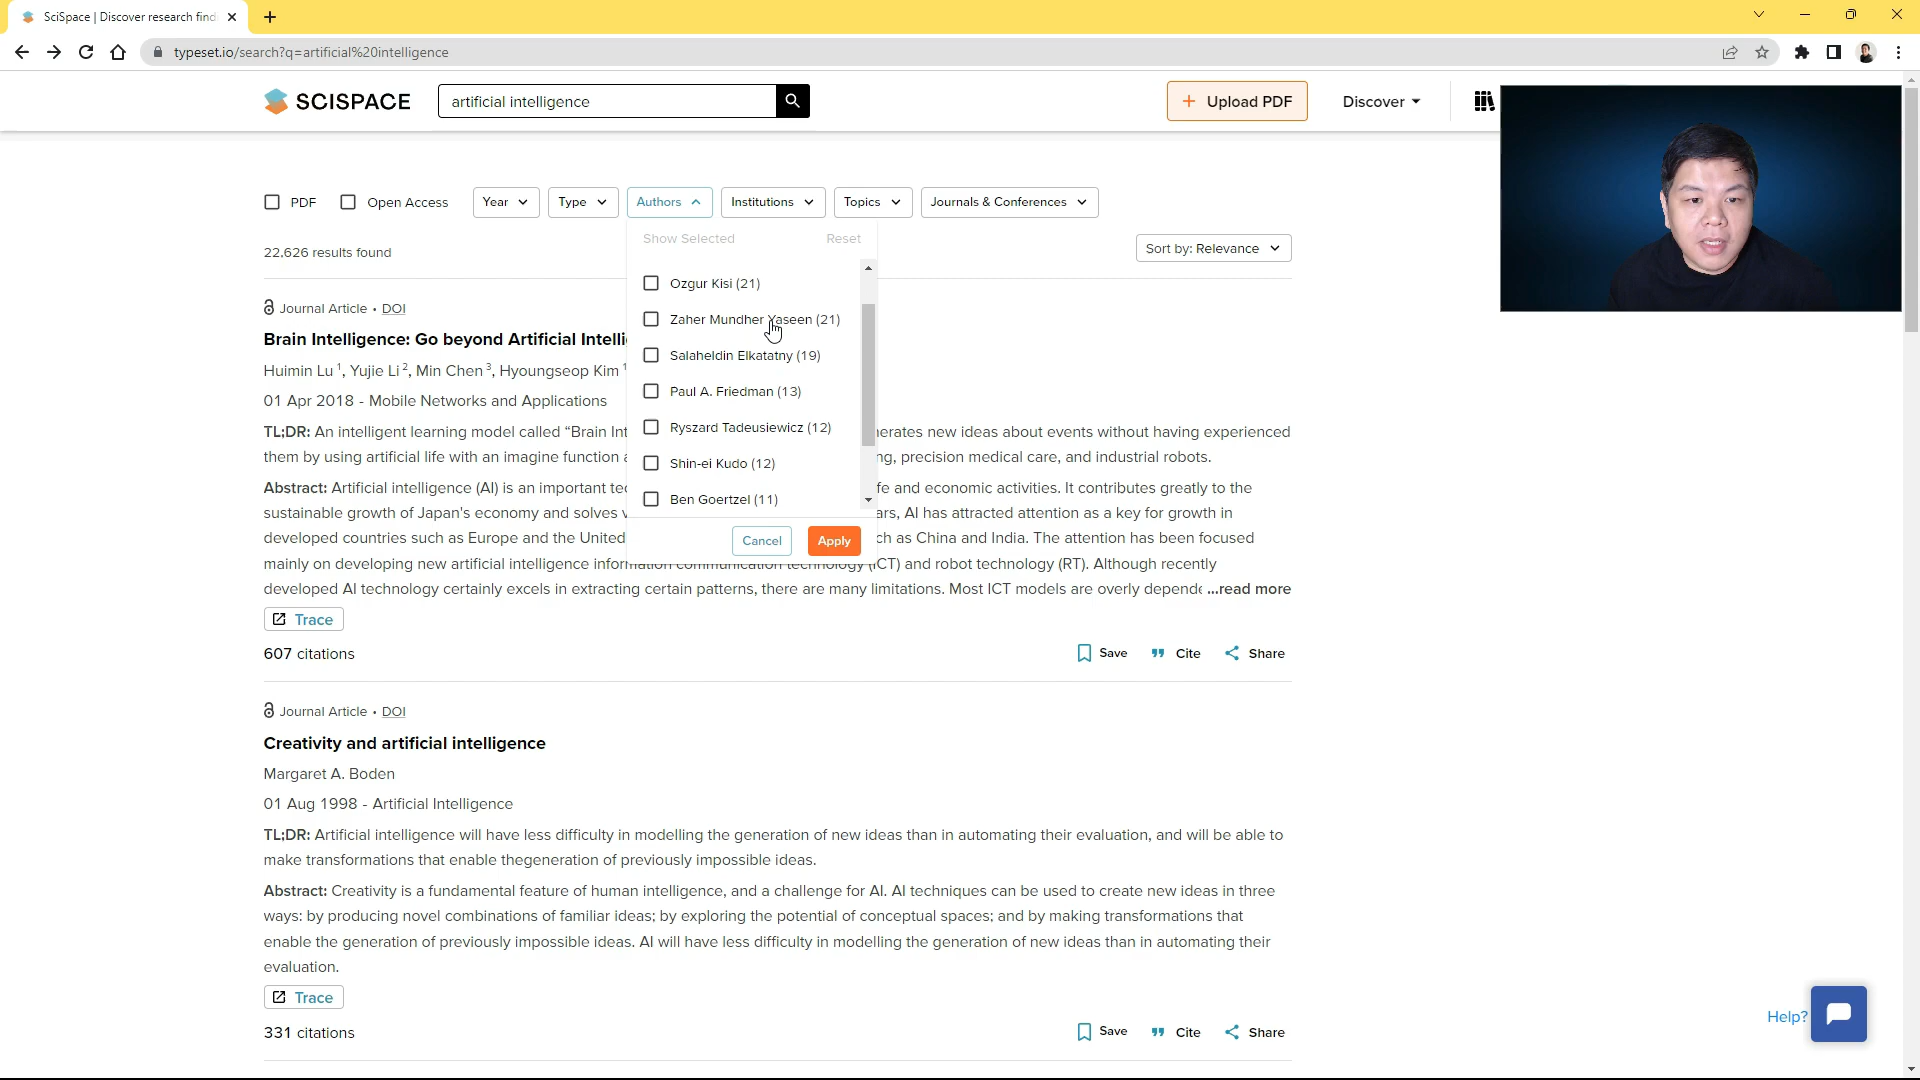 SciSpace | Discover research find
typeset.io/search?q=artificial%20intelligence
SCISPACE
artificial intelligence
+ Upload PDF
Discover
PDF
Open Access
Year
Type
Authors
Institutions
Topics
Journals & Conferences
Show Selected
Reset
22,626 results found
Sort by: Relevance
Ozgur Kisi (21)
Zaher Mundher Yaseen (21)
Salaheldin Elkatatny (19)
Paul A. Friedman (13)
Ryszard Tadeusiewicz (12)
Shin-ei Kudo (12)
Ben Goertzel (11)
Cancel
Apply
Journal Article • DOI
Brain Intelligence: Go beyond Artificial Intelli
Huimin Lu 1, Yujie Li 2, Min Chen 3, Hyoungseop Kim 1
01 Apr 2018 - Mobile Networks and Applications
TL;DR: An intelligent learning model called “Brain Int erates new ideas about events without having experienced
them by using artificial life with an imagine function a ng, precision medical care, and industrial robots.
Abstract: Artificial intelligence (AI) is an important tec fe and economic activities. It contributes greatly to the
sustainable growth of Japan's economy and solves v ars, AI has attracted attention as a key for growth in
developed countries such as Europe and the United ch as China and India. The attention has been focused
mainly on developing new artificial intelligence information communication technology (ICT) and robot technology (RT). Although recently
developed AI technology certainly excels in extracting certain patterns, there are many limitations. Most ICT models are overly depende ...read more
Trace
607 citations
Save
Cite
Share
Journal Article • DOI
Creativity and artificial intelligence
Margaret A. Boden
01 Aug 1998 - Artificial Intelligence
TL;DR: Artificial intelligence will have less difficulty in modelling the generation of new ideas than in automating their evaluation, and will be able to
make transformations that enable thegeneration of previously impossible ideas.
Abstract: Creativity is a fundamental feature of human intelligence, and a challenge for AI. AI techniques can be used to create new ideas in three
ways: by producing novel combinations of familiar ideas; by exploring the potential of conceptual spaces; and by making transformations that
enable the generation of previously impossible ideas. AI will have less difficulty in modelling the generation of new ideas than in automating their
evaluation.
Trace
331 citations
Save
Cite
Share
Help?